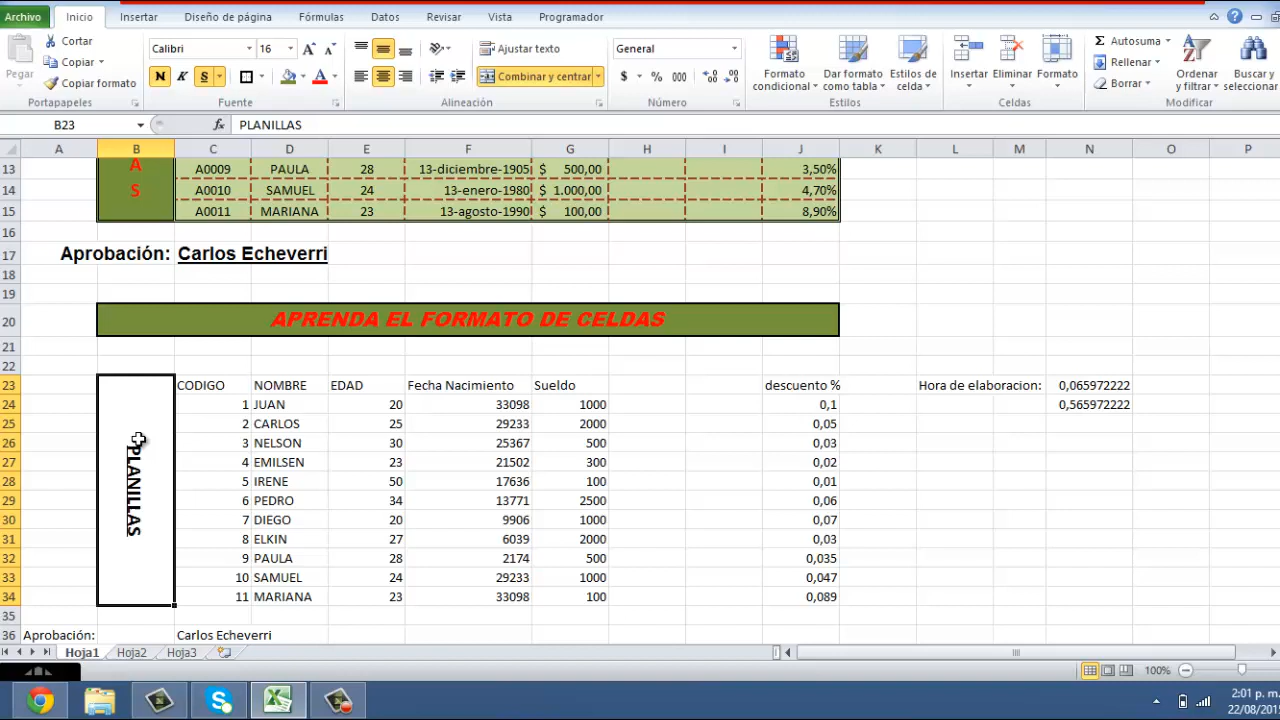 Archivo Inicio Insertar Diseño de página Fórmulas Datos Revisar Vista Programador
Pegar
Cortar
Copiar
Copiar formato
Portapapeles
Calibri 16 A A
N K S A
Fuente
Ajustar texto
Combinar y centrar
Alineación
General
$ % 000
Número
Formato condicional
Dar formato como tabla
Estilos de celda
Estilos
Insertar
Eliminar
Formato
Celdas
Σ Autosuma
Rellenar
Borrar
Ordenar y filtrar
Buscar y seleccionar
Modificar
B23 fx PLANILLAS
A B C D E F G H I J K L M N O P
13 A A0009 PAULA 28 13-diciembre-1905 $ 500,00 3,50%
14 S A0010 SAMUEL 24 13-enero-1980 $ 1.000,00 4,70%
15 A0011 MARIANA 23 13-agosto-1990 $ 100,00 8,90%
16
17 Aprobación: Carlos Echeverri
18
19
20 APRENDA EL FORMATO DE CELDAS
21
22
23 CODIGO NOMBRE EDAD Fecha Nacimiento Sueldo descuento % Hora de elaboracion: 0,065972222
24 1 JUAN 20 33098 1000 0,1 0,565972222
25 2 CARLOS 25 29233 2000 0,05
26 3 NELSON 30 25367 500 0,03
27 4 EMILSEN 23 21502 300 0,02
28 5 IRENE 50 17636 100 0,01
29 6 PEDRO 34 13771 2500 0,06
30 7 DIEGO 20 9906 1000 0,07
31 8 ELKIN 27 6039 2000 0,03
32 9 PAULA 28 2174 500 0,035
33 10 SAMUEL 24 29233 1000 0,047
34 11 MARIANA 23 33098 100 0,089
PLANILLAS
35
36 Aprobación: Carlos Echeverri
Hoja1 Hoja2 Hoja3
100%
2:01 p. m.